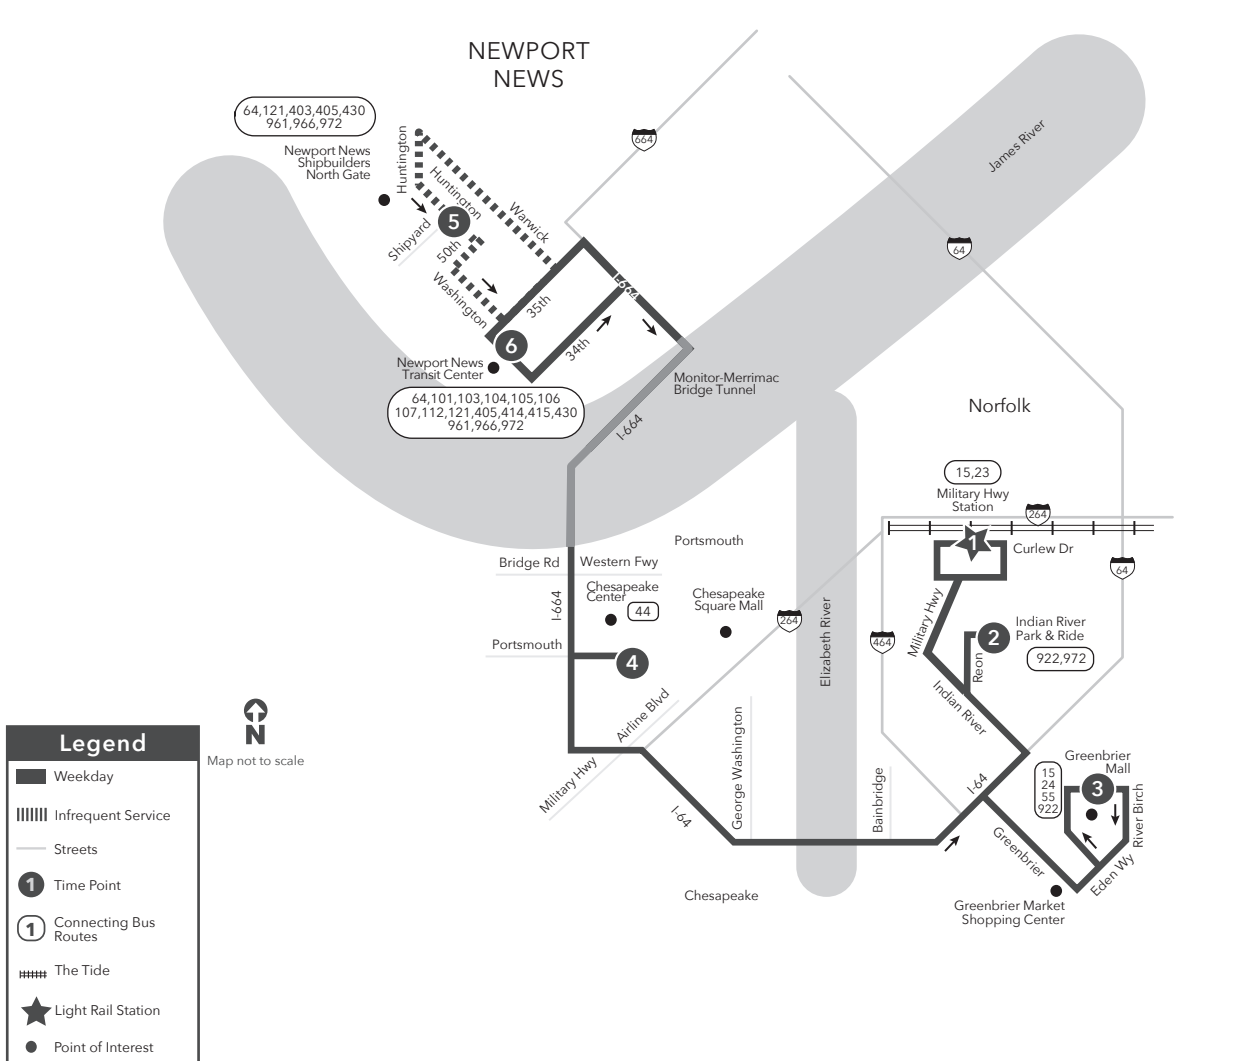 NEWPORT
NEWS
64,121,403,405,430
961,966,972
Newport News
Shipbuilders
North Gate
Huntington
Huntington
Warwick
Shipyard
5
50th
Washington
35th
34th
I-664
6
Newport News
Transit Center
64,101,103,104,105,106
107,112,121,405,414,415,430
961,966,972
664
James River
64
Monitor-Merrimac
Bridge Tunnel
I-664
Norfolk
15,23
Military Hwy
Station
264
1
Curlew Dr
64
Portsmouth
Bridge Rd
Western Fwy
Chesapeake
Center
44
I-664
Chesapeake
Square Mall
264
Elizabeth River
464
Military Hwy
2
Indian River
Park & Ride
922,972
Reon
Indian River
Portsmouth
4
Airline Blvd
Military Hwy
I-64
George Washington
Bainbridge
I-64
Greenbrier
Mall
15
24
55
922
3
River Birch
Greenbrier
Eden Wy
Greenbrier Market
Shopping Center
Chesapeake
N
Map not to scale
Legend
Weekday
Infrequent Service
Streets
1
Time Point
1
Connecting Bus
Routes
The Tide
Light Rail Station
Point of Interest